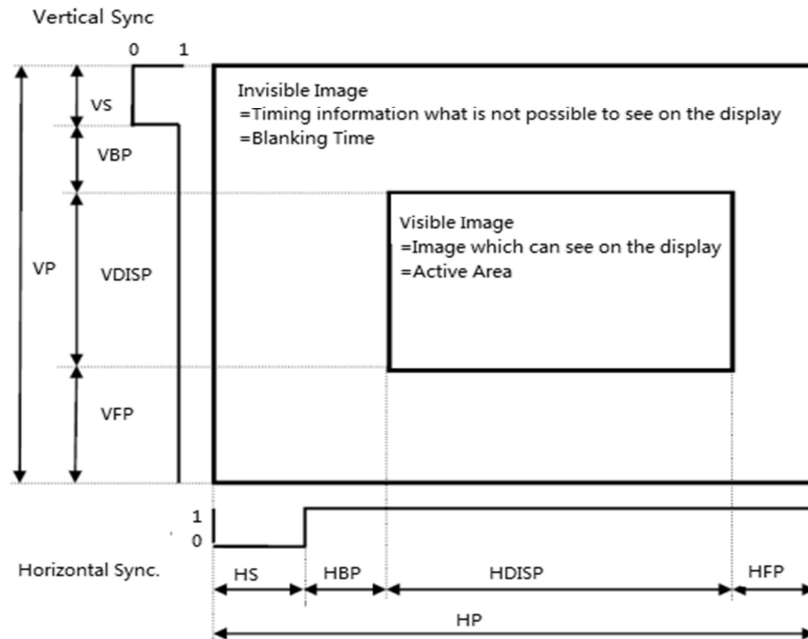 Vertical Sync
0 1
VS
VBP
VP
VDISP
VFP
Invisible Image
=Timing information what is not possible to see on the display
=Blanking Time
Visible Image
=Image which can see on the display
=Active Area
1
0
Horizontal Sync.
HS HBP HDISP HFP
HP